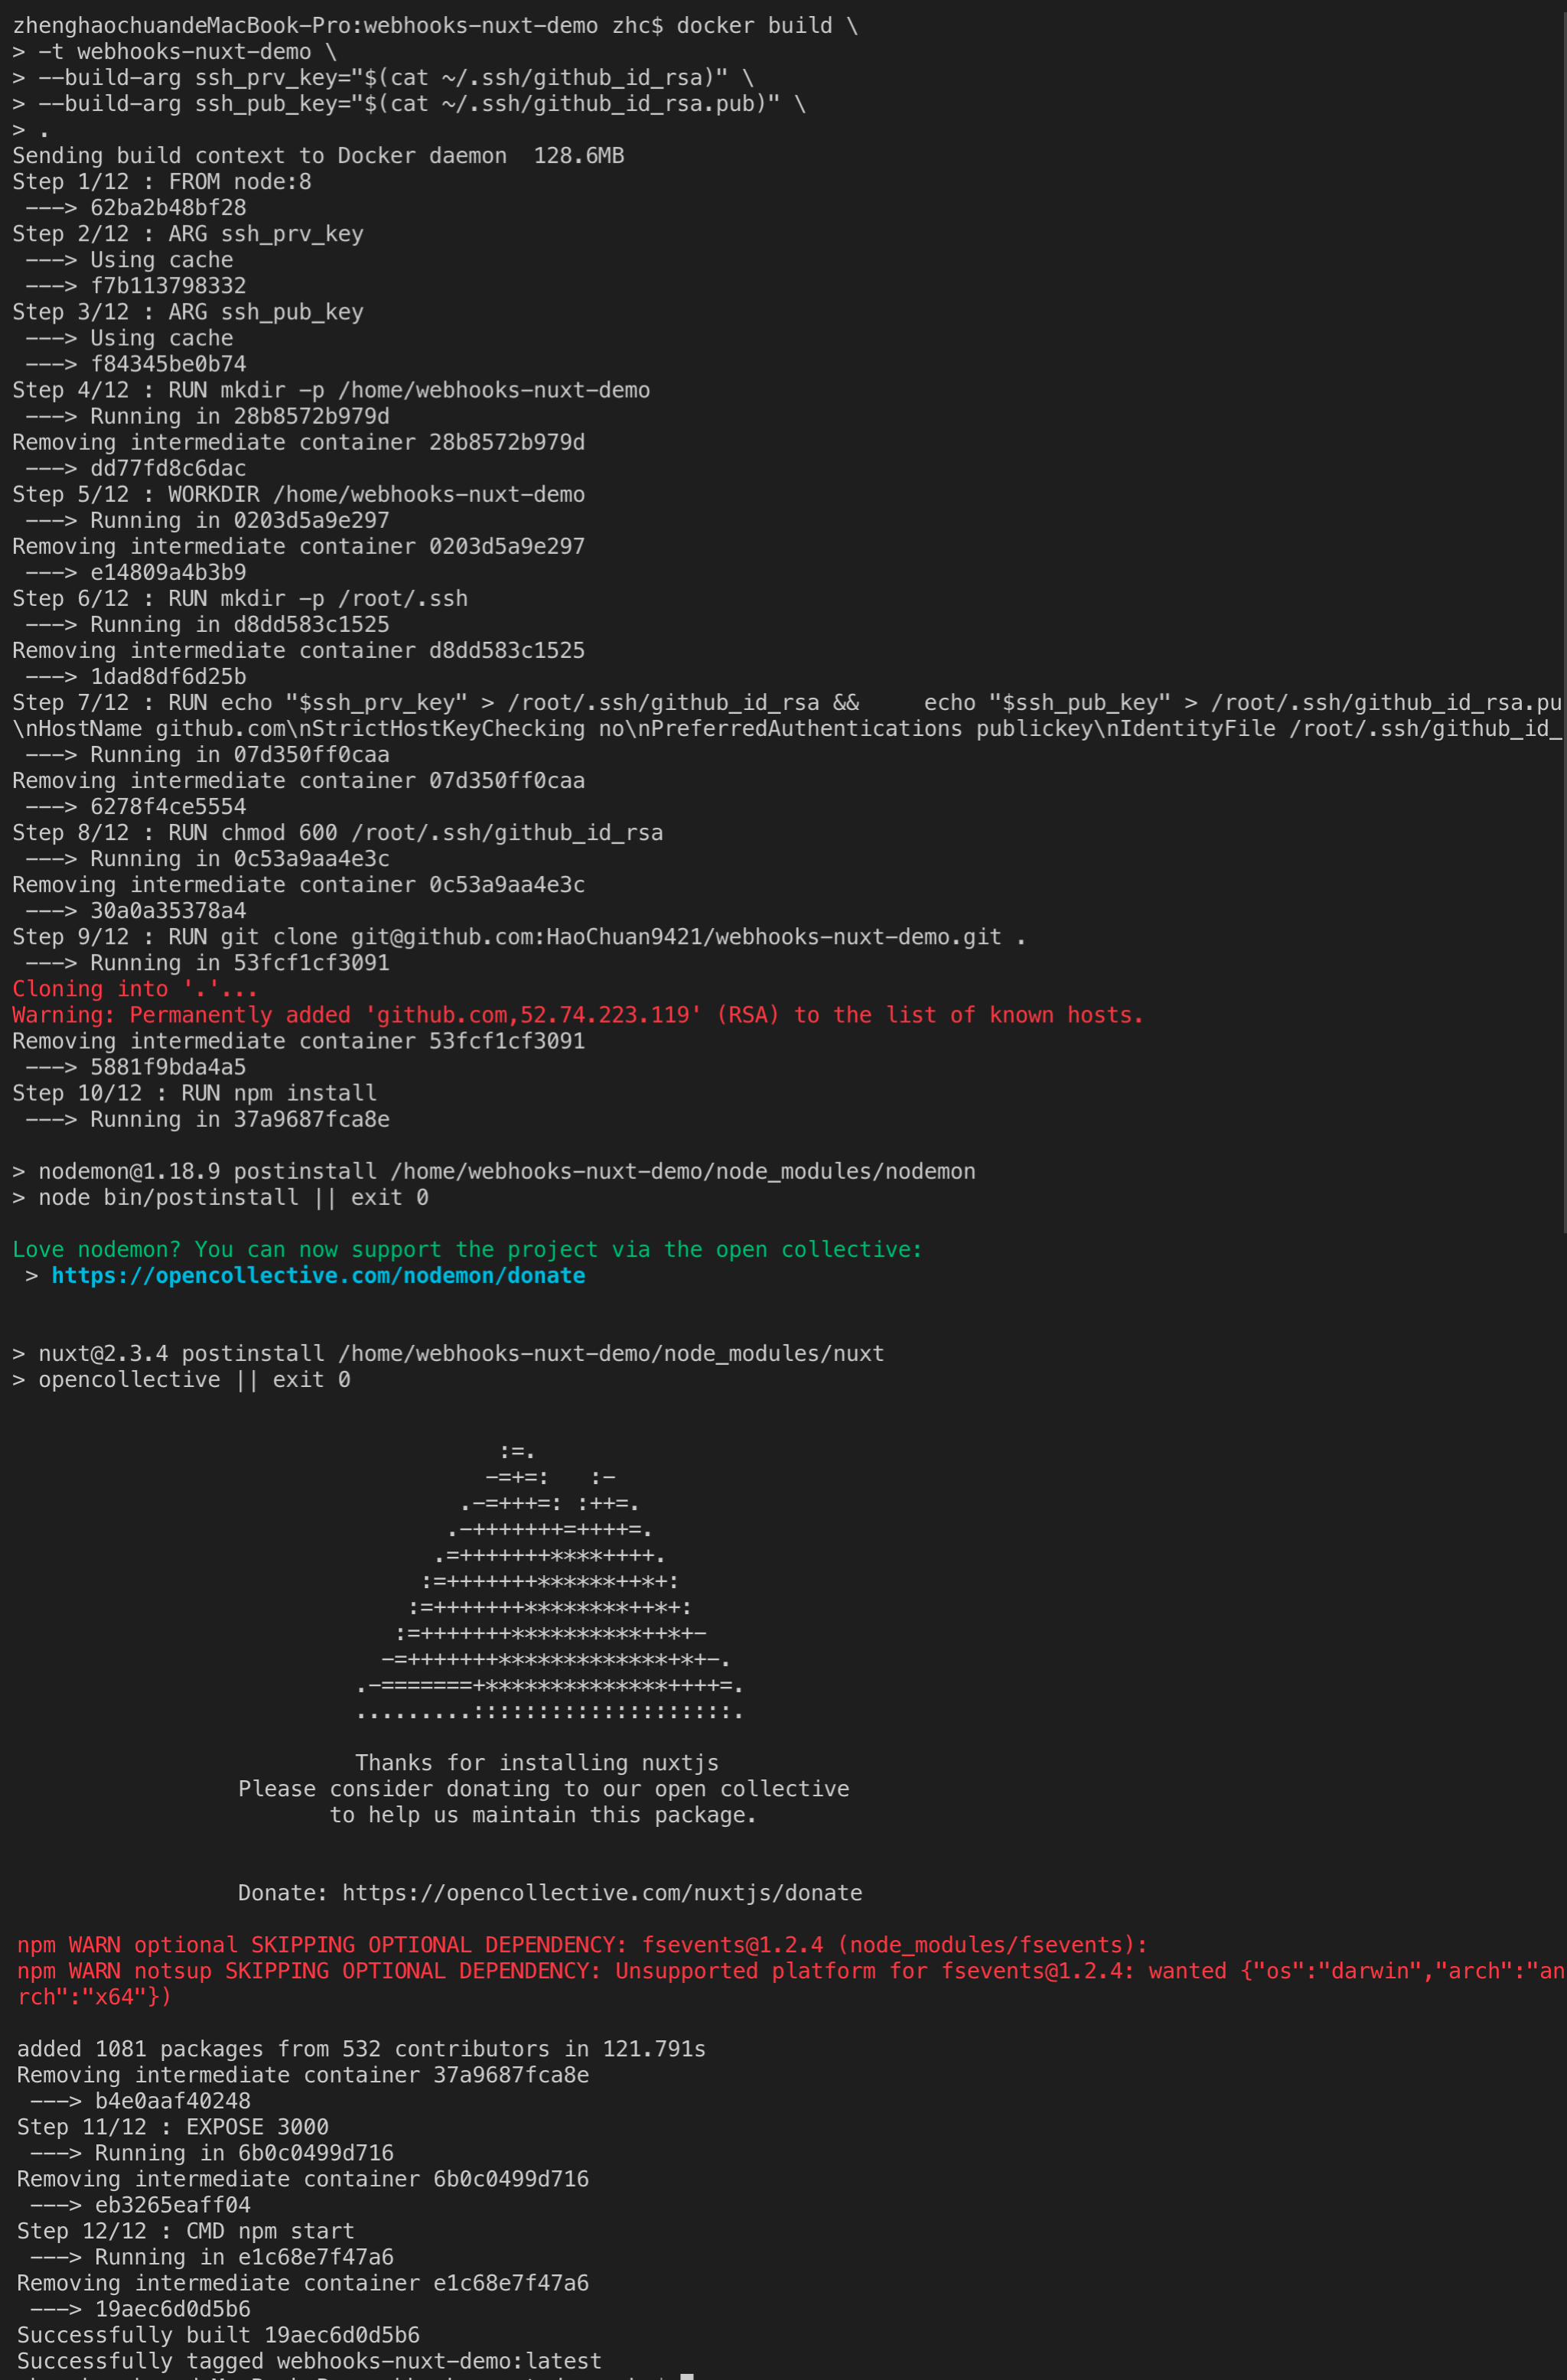 zhenghaochuandeMacBook-Pro:webhooks-nuxt-demo zhc$ docker build \
> -t webhooks-nuxt-demo \
> --build-arg ssh_prv_key="$(cat ~/.ssh/github_id_rsa)" \
> --build-arg ssh_pub_key="$(cat ~/.ssh/github_id_rsa.pub)" \
> .
Sending build context to Docker daemon  128.6MB
Step 1/12 : FROM node:8
 ---> 62ba2b48bf28
Step 2/12 : ARG ssh_prv_key
 ---> Using cache
 ---> f7b113798332
Step 3/12 : ARG ssh_pub_key
 ---> Using cache
 ---> f84345be0b74
Step 4/12 : RUN mkdir -p /home/webhooks-nuxt-demo
 ---> Running in 28b8572b979d
Removing intermediate container 28b8572b979d
 ---> dd77fd8c6dac
Step 5/12 : WORKDIR /home/webhooks-nuxt-demo
 ---> Running in 0203d5a9e297
Removing intermediate container 0203d5a9e297
 ---> e14809a4b3b9
Step 6/12 : RUN mkdir -p /root/.ssh
 ---> Running in d8dd583c1525
Removing intermediate container d8dd583c1525
 ---> 1dad8df6d25b
Step 7/12 : RUN echo "$ssh_prv_key" > /root/.ssh/github_id_rsa &&     echo "$ssh_pub_key" > /root/.ssh/github_id_rsa.pu
\nHostName github.com\nStrictHostKeyChecking no\nPreferredAuthentications publickey\nIdentityFile /root/.ssh/github_id_
 ---> Running in 07d350ff0caa
Removing intermediate container 07d350ff0caa
 ---> 6278f4ce5554
Step 8/12 : RUN chmod 600 /root/.ssh/github_id_rsa
 ---> Running in 0c53a9aa4e3c
Removing intermediate container 0c53a9aa4e3c
 ---> 30a0a35378a4
Step 9/12 : RUN git clone git@github.com:HaoChuan9421/webhooks-nuxt-demo.git .
 ---> Running in 53fcf1cf3091
Cloning into '.'...
Warning: Permanently added 'github.com,52.74.223.119' (RSA) to the list of known hosts.
Removing intermediate container 53fcf1cf3091
 ---> 5881f9bda4a5
Step 10/12 : RUN npm install
 ---> Running in 37a9687fca8e
> nodemon@1.18.9 postinstall /home/webhooks-nuxt-demo/node_modules/nodemon
> node bin/postinstall || exit 0
Love nodemon? You can now support the project via the open collective:
 > https://opencollective.com/nodemon/donate
> nuxt@2.3.4 postinstall /home/webhooks-nuxt-demo/node_modules/nuxt
> opencollective || exit 0
:=.
-=+=:   :-
.-=+++=: :++=.
.-+++++++=++++=.
.=+++++++****++++.
:=+++++++******++*+:
:=+++++++********++*+:
:=+++++++**********++*+-
-=+++++++*************+*+-.
.-=======+**************++++=.
.........::::::::::::::::::::.
Thanks for installing nuxtjs
Please consider donating to our open collective
to help us maintain this package.
Donate: https://opencollective.com/nuxtjs/donate
npm WARN optional SKIPPING OPTIONAL DEPENDENCY: fsevents@1.2.4 (node_modules/fsevents):
npm WARN notsup SKIPPING OPTIONAL DEPENDENCY: Unsupported platform for fsevents@1.2.4: wanted {"os":"darwin","arch":"an
rch":"x64"})
added 1081 packages from 532 contributors in 121.791s
Removing intermediate container 37a9687fca8e
 ---> b4e0aaf40248
Step 11/12 : EXPOSE 3000
 ---> Running in 6b0c0499d716
Removing intermediate container 6b0c0499d716
 ---> eb3265eaff04
Step 12/12 : CMD npm start
 ---> Running in e1c68e7f47a6
Removing intermediate container e1c68e7f47a6
 ---> 19aec6d0d5b6
Successfully built 19aec6d0d5b6
Successfully tagged webhooks-nuxt-demo:latest